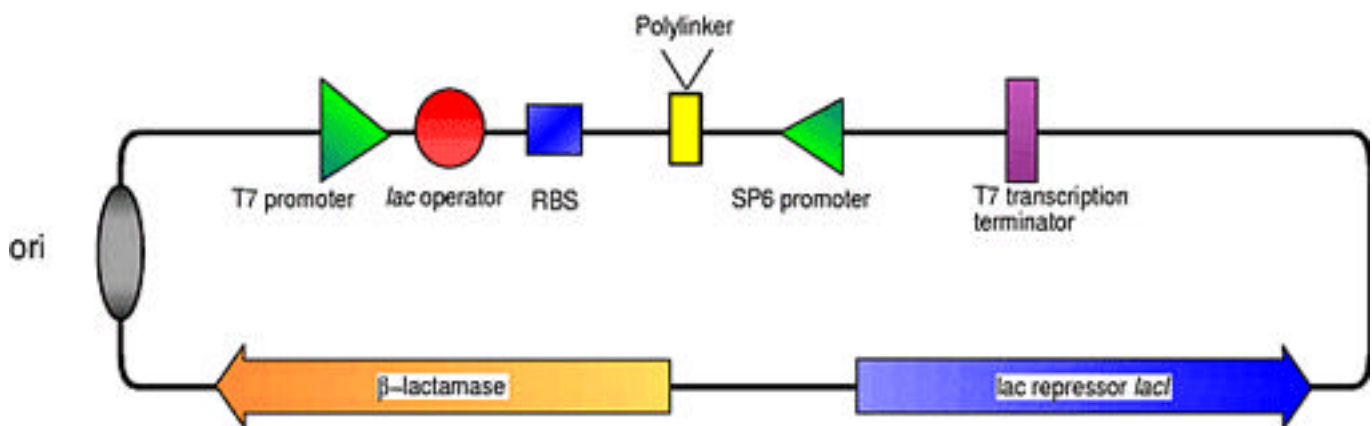 Polylinker
T7 promoter
lac operator
RBS
SP6 promoter
T7 transcription
terminator
ori
β-lactamase
lac repressor lacI